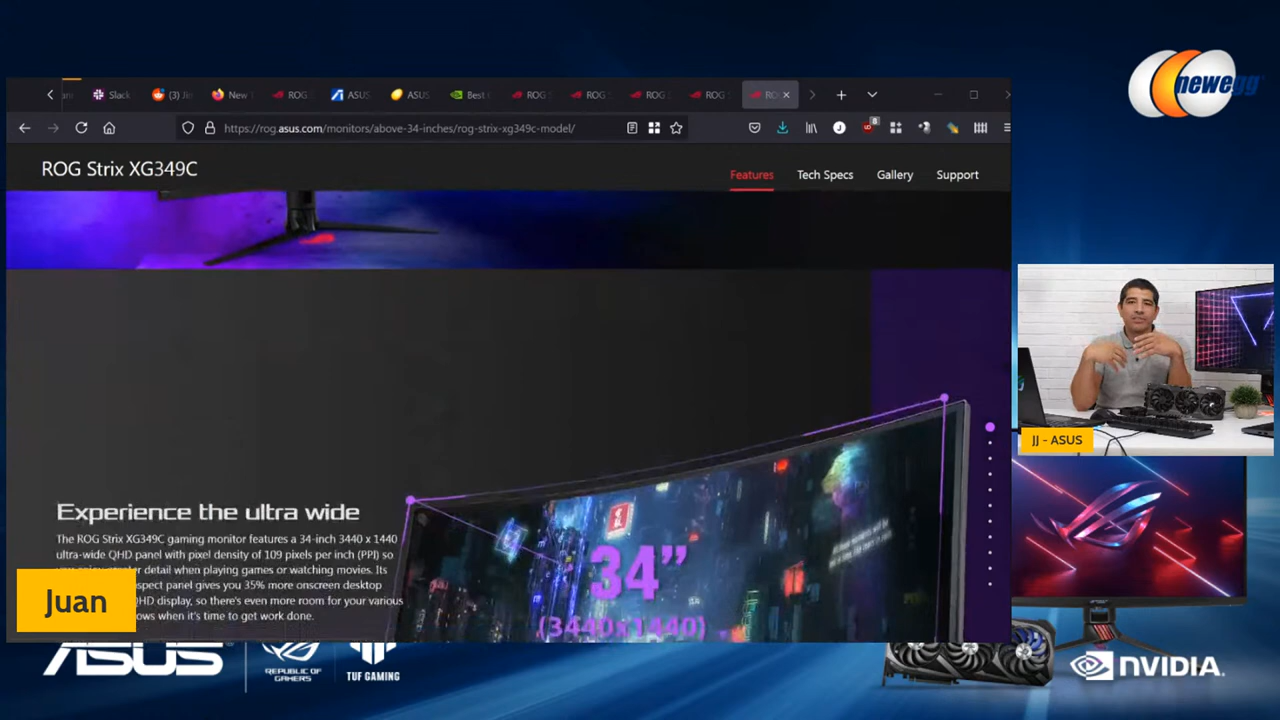 newegg
Slack
(3) Ji
New
ROG
ASUS
ASUS
Best
ROG
ROG
ROG
ROG
RO
https://rog.asus.com/monitors/above-34-inches/rog-strix-xg349c-model/
ROG Strix XG349C
Features
Tech Specs
Gallery
Support
Experience the ultra wide
The ROG Strix XG349C gaming monitor features a 34-inch 3440 x 1440
ultra-wide QHD panel with pixel density of 109 pixels per inch (PPI) so
detail when playing games or watching movies. Its
panel gives you 35% more onscreen desktop
display, so there's even more room for your various
when it's time to get work done.
34”
(3440x1440)
Juan
JJ - ASUS
ASUS
REPUBLIC OF
GAMERS
TUF GAMING
NVIDIA.